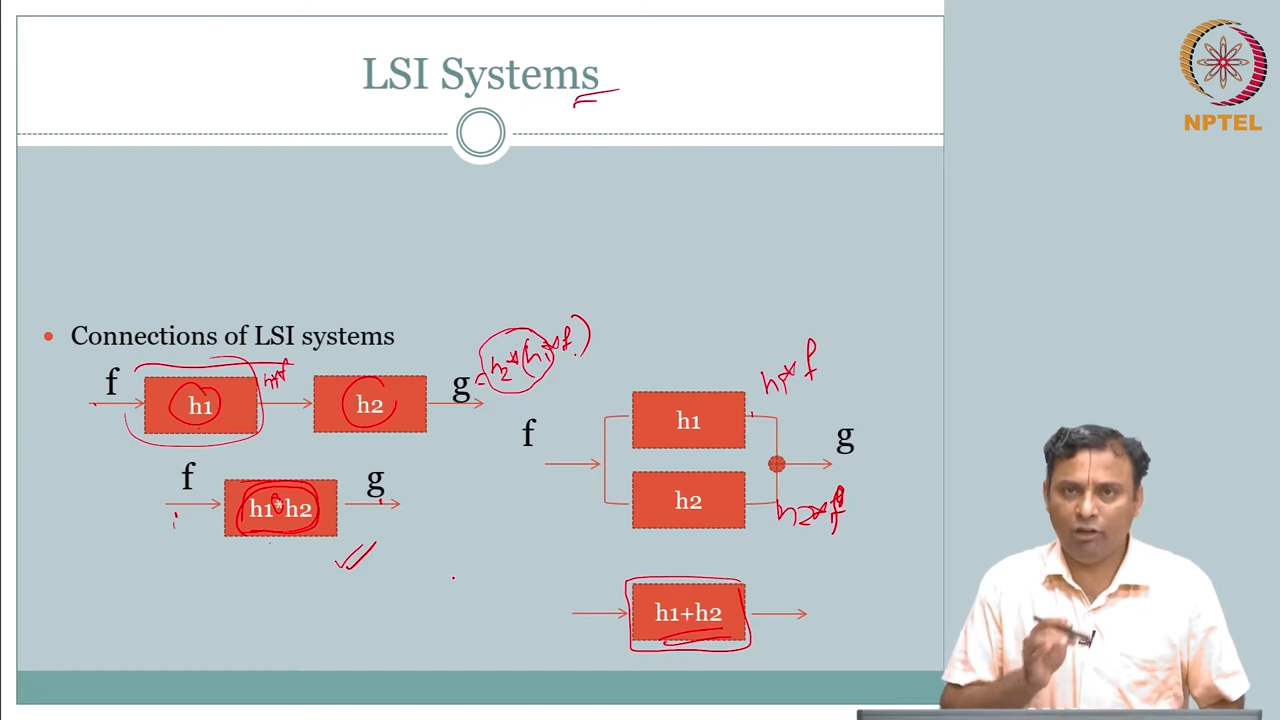 LSI Systems
NPTEL
• Connections of LSI systems
f h1 h1*f h2 g = h2*(h1*f)
f h1*h2 g
f h1 h1*f g
h2 h2*f
h1+h2